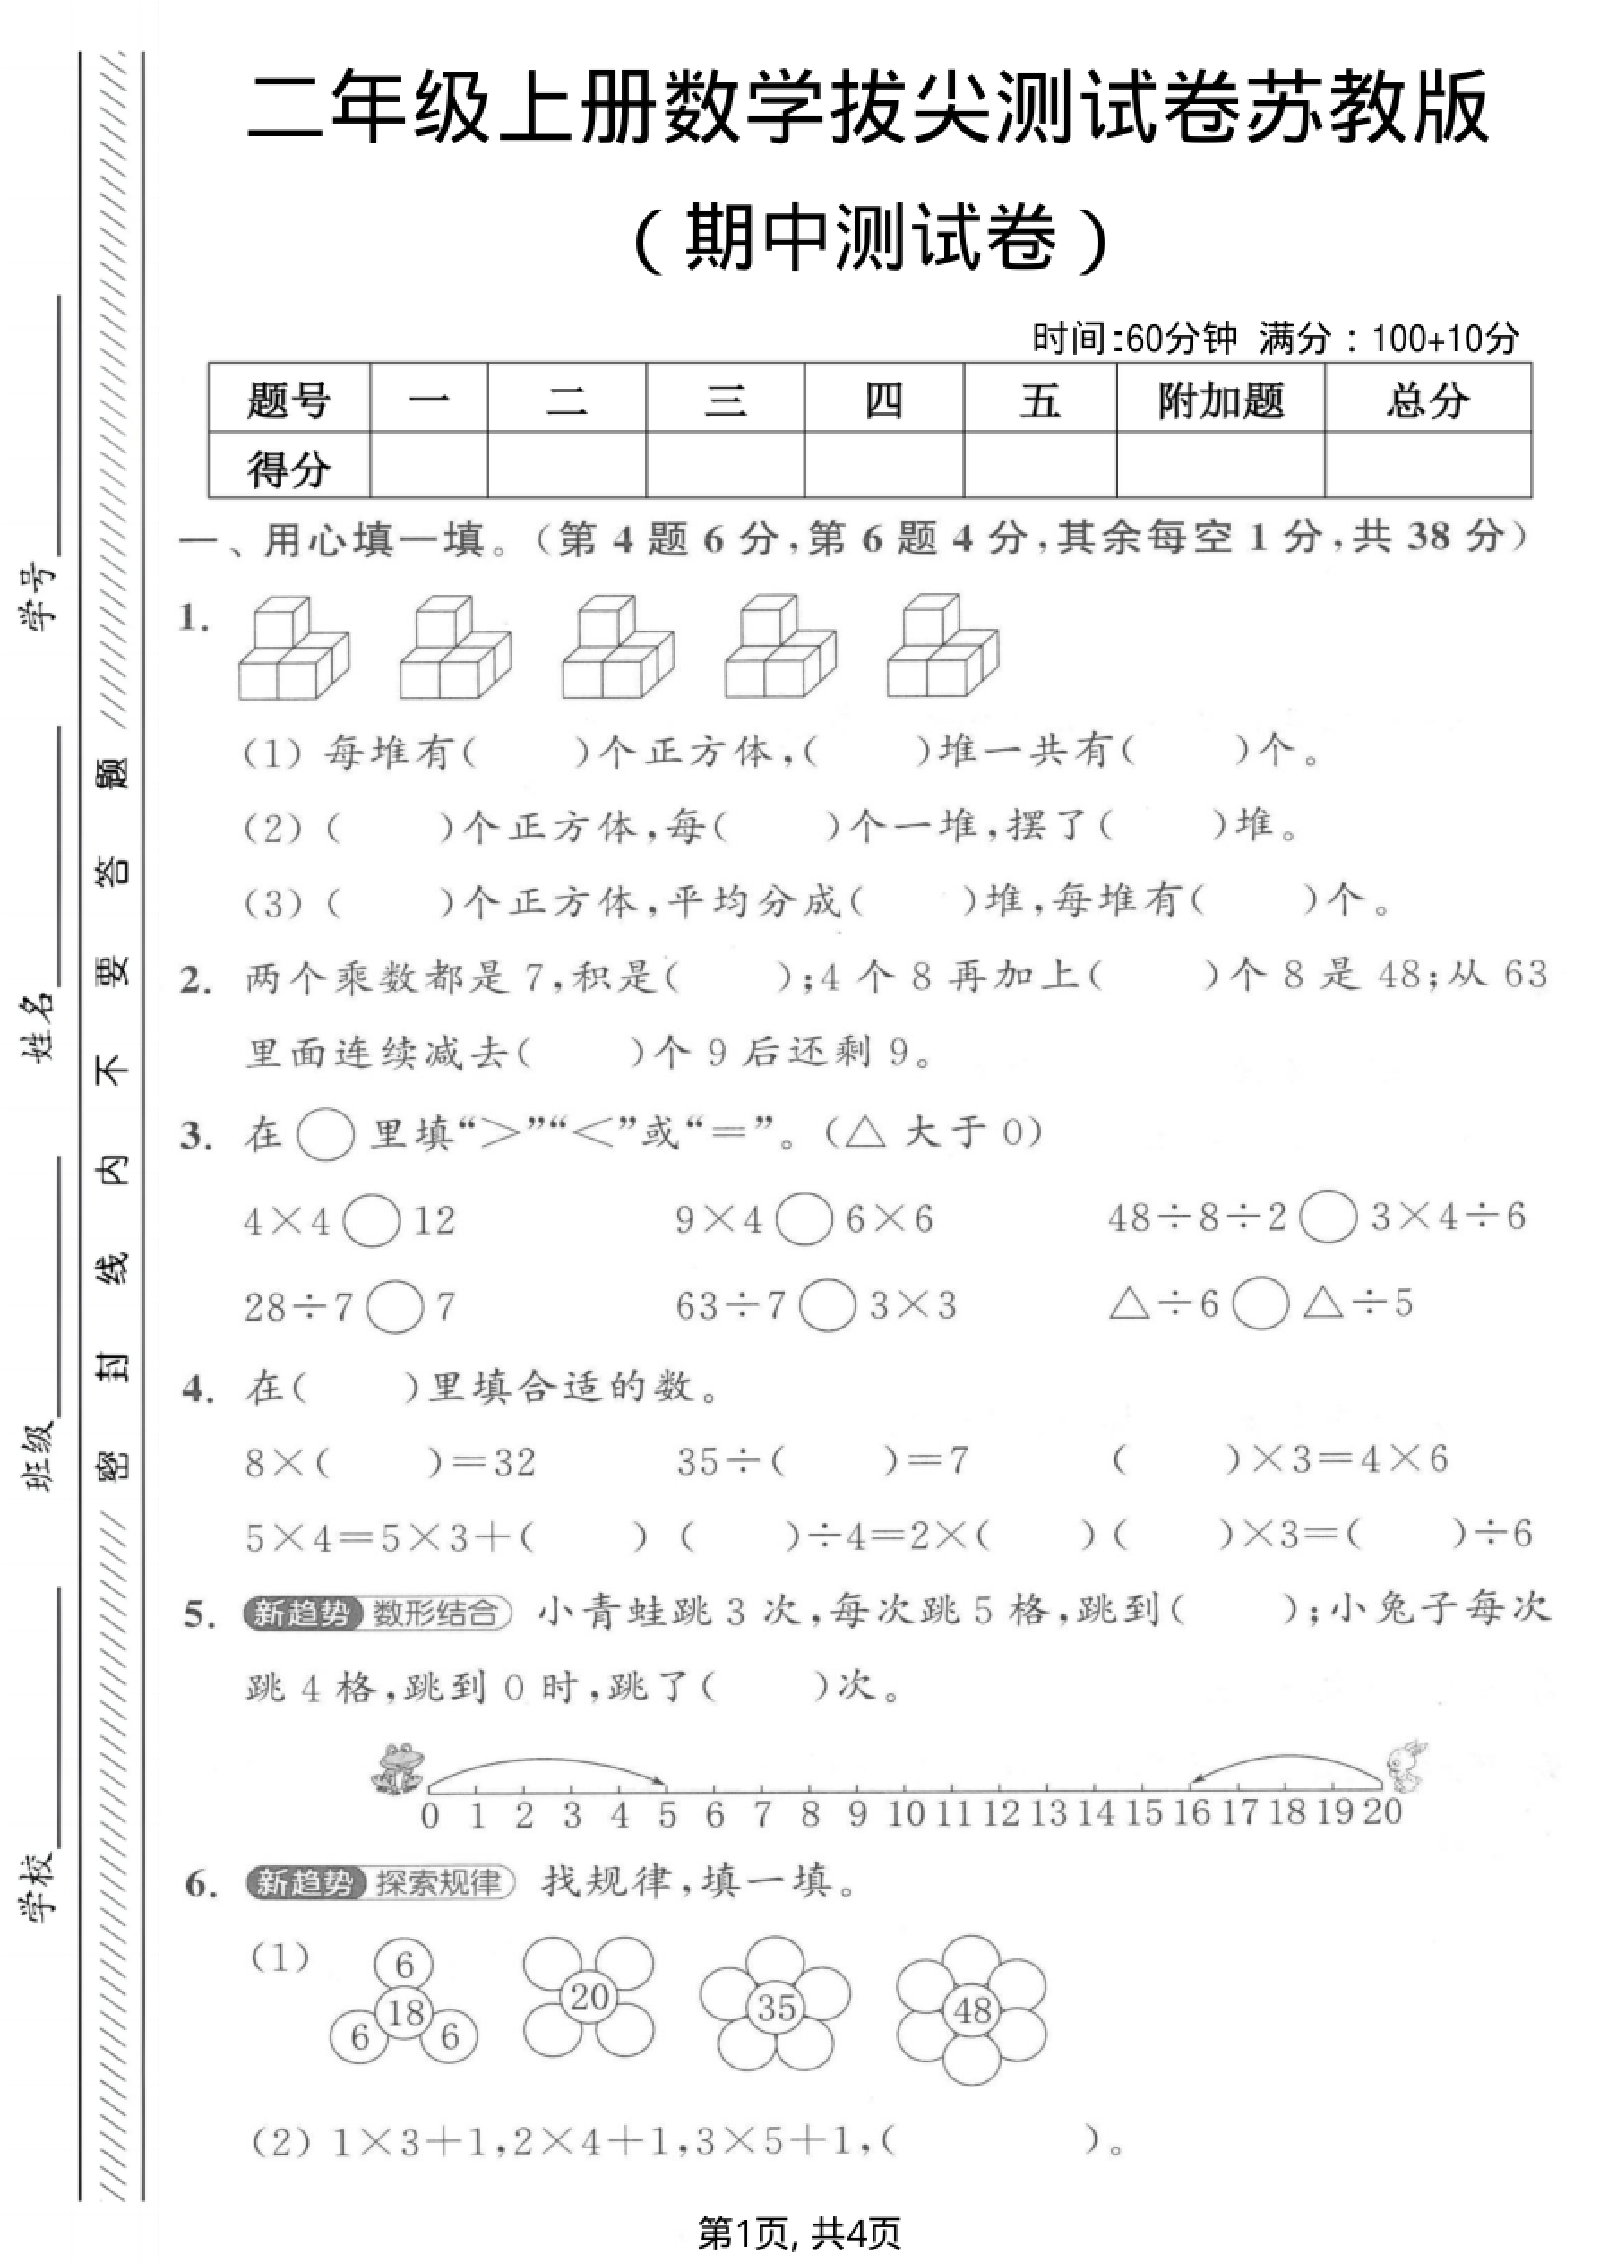 二年级上册数学拔尖测试卷苏教版
（期中测试卷）
时间:60分钟 满分：100+10分
题号 一 二 三 四 五 附加题 总分
得分
一、用心填一填。(第4题6分,第6题4分,其余每空1分,共38分)
1.
(1) 每堆有(　　)个正方体,(　　)堆一共有(　　)个。
(2) (　　)个正方体,每(　　)个一堆,摆了(　　)堆。
(3) (　　)个正方体,平均分成(　　)堆,每堆有(　　)个。
2. 两个乘数都是7,积是(　　);4个8再加上(　　)个8是48;从63
里面连续减去(　　)个9后还剩9。
3. 在○里填“>”“<”或“=”。(△大于0)
4×4○12　　9×4○6×6　　48÷8÷2○3×4÷6
28÷7○7　　63÷7○3×3　　△÷6○△÷5
4. 在(　　)里填合适的数。
8×(　　)=32　　35÷(　　)=7　　(　　)×3=4×6
5×4=5×3+(　　) (　　)÷4=2×(　　) (　　)×3=(　　)÷6
5. 新趋势 数形结合 小青蛙跳3次,每次跳5格,跳到(　　);小兔子每次
跳4格,跳到0时,跳了(　　)次。
0 1 2 3 4 5 6 7 8 9 10 11 12 13 14 15 16 17 18 19 20
6. 新趋势 探索规律 找规律,填一填。
(1) 6 18 6 6 20 35 48
(2) 1×3+1,2×4+1,3×5+1,(　　)。
第1页, 共4页
学号
姓名
班级
学校
密封线内不要答题